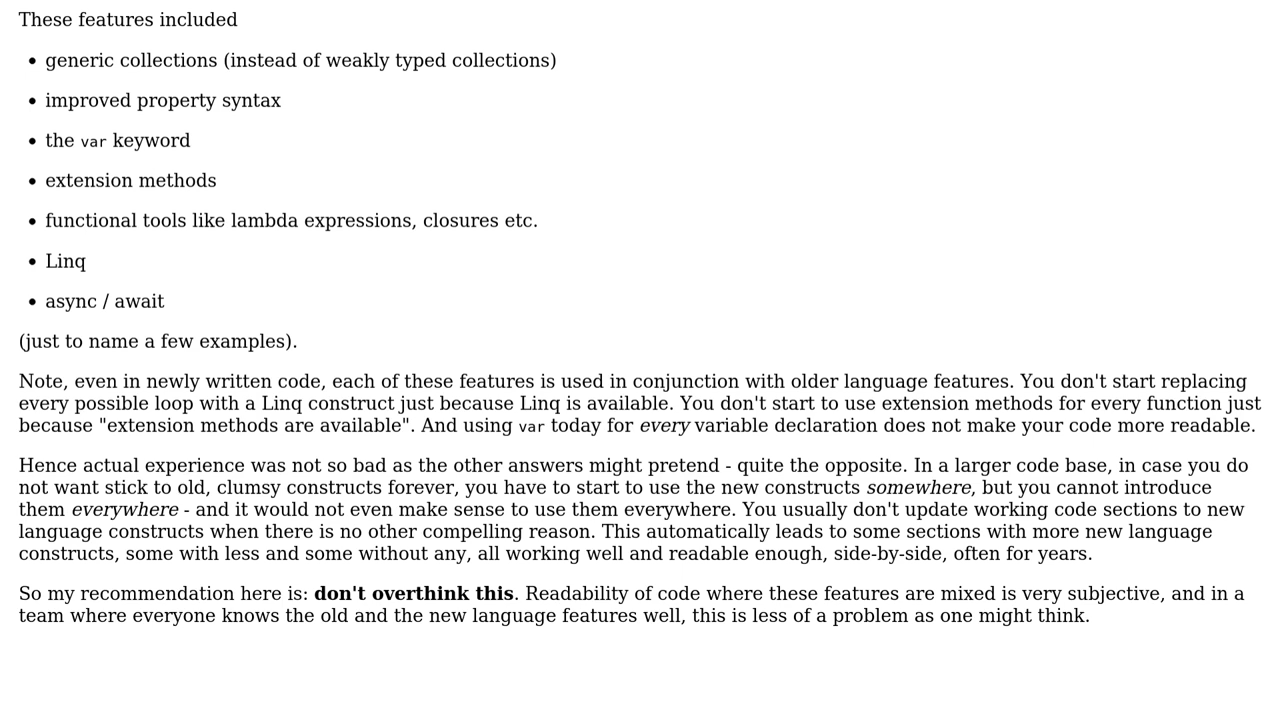 These features included
• generic collections (instead of weakly typed collections)
• improved property syntax
• the var keyword
• extension methods
• functional tools like lambda expressions, closures etc.
• Linq
• async / await
(just to name a few examples).
Note, even in newly written code, each of these features is used in conjunction with older language features. You don't start replacing
every possible loop with a Linq construct just because Linq is available. You don't start to use extension methods for every function just
because "extension methods are available". And using var today for every variable declaration does not make your code more readable.
Hence actual experience was not so bad as the other answers might pretend - quite the opposite. In a larger code base, in case you do
not want stick to old, clumsy constructs forever, you have to start to use the new constructs somewhere, but you cannot introduce
them everywhere - and it would not even make sense to use them everywhere. You usually don't update working code sections to new
language constructs when there is no other compelling reason. This automatically leads to some sections with more new language
constructs, some with less and some without any, all working well and readable enough, side-by-side, often for years.
So my recommendation here is: don't overthink this. Readability of code where these features are mixed is very subjective, and in a
team where everyone knows the old and the new language features well, this is less of a problem as one might think.